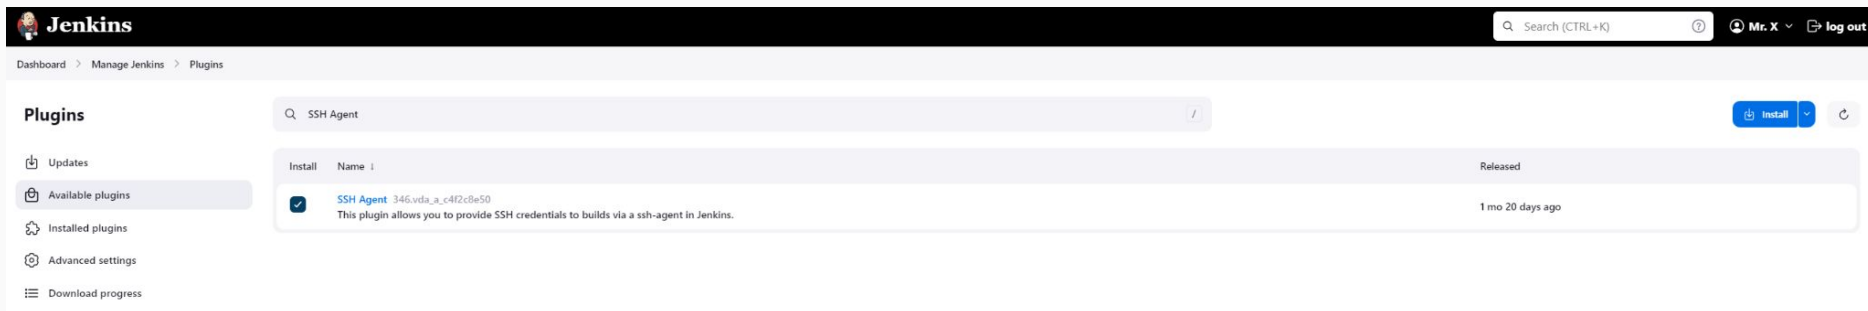 Jenkins
Search (CTRL+K)
Mr. X
log out
Dashboard > Manage Jenkins > Plugins
Plugins
SSH Agent
/
Install
Updates
Available plugins
Installed plugins
Advanced settings
Download progress
Install Name ↓ Released
SSH Agent 346.vda_a_c4f2c8e50
This plugin allows you to provide SSH credentials to builds via a ssh-agent in Jenkins.
1 mo 20 days ago